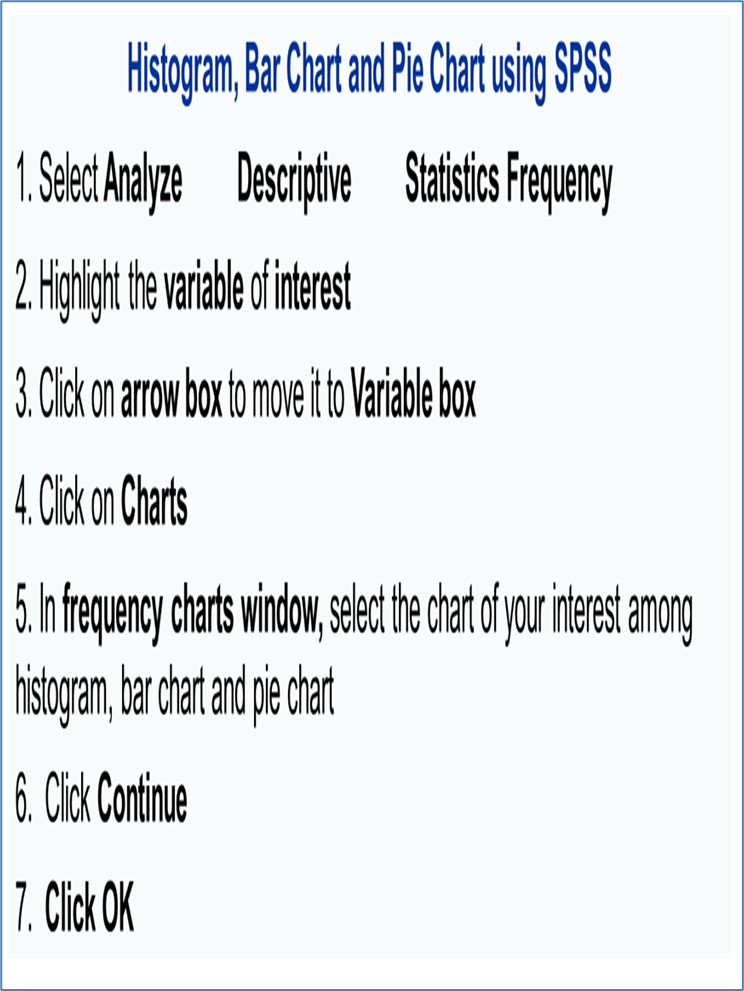 Histogram, Bar Chart and Pie Chart using SPSS
1. Select Analyze Descriptive Statistics Frequency
2. Highlight the variable of interest
3. Click on arrow box to move it to Variable box
4. Click on Charts
5. In frequency charts window, select the chart of your interest among
histogram, bar chart and pie chart
6. Click Continue
7. Click OK